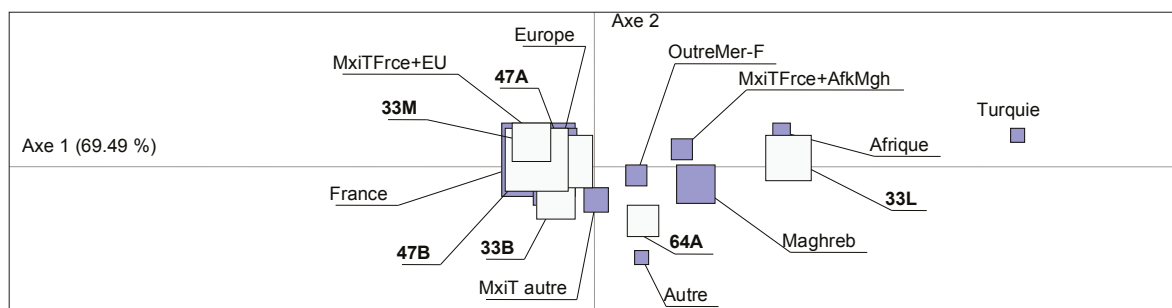 Axe 2
Europe
OutreMer-F
MxiTFrce+EU
MxiTFrce+AfkMgh
47A
33M
Turquie
Axe 1 (69.49 %)
Afrique
France
33L
47B
33B
64A
Maghreb
MxiT autre
Autre